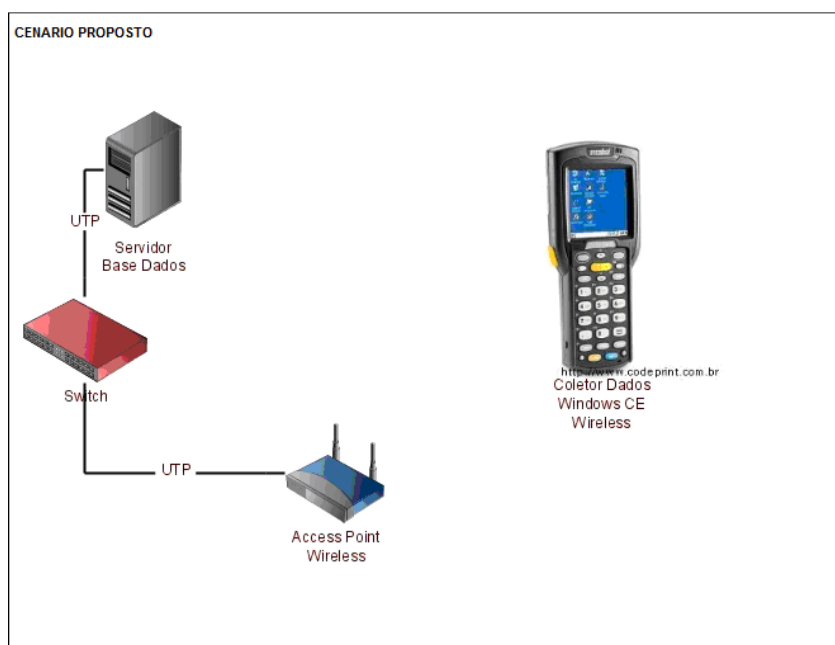 CENARIO PROPOSTO
UTP
Servidor
Base Dados
Switch
UTP
Access Point
Wireless
symbol
http://www.codeprint.com.br
Coletor Dados
Windows CE
Wireless